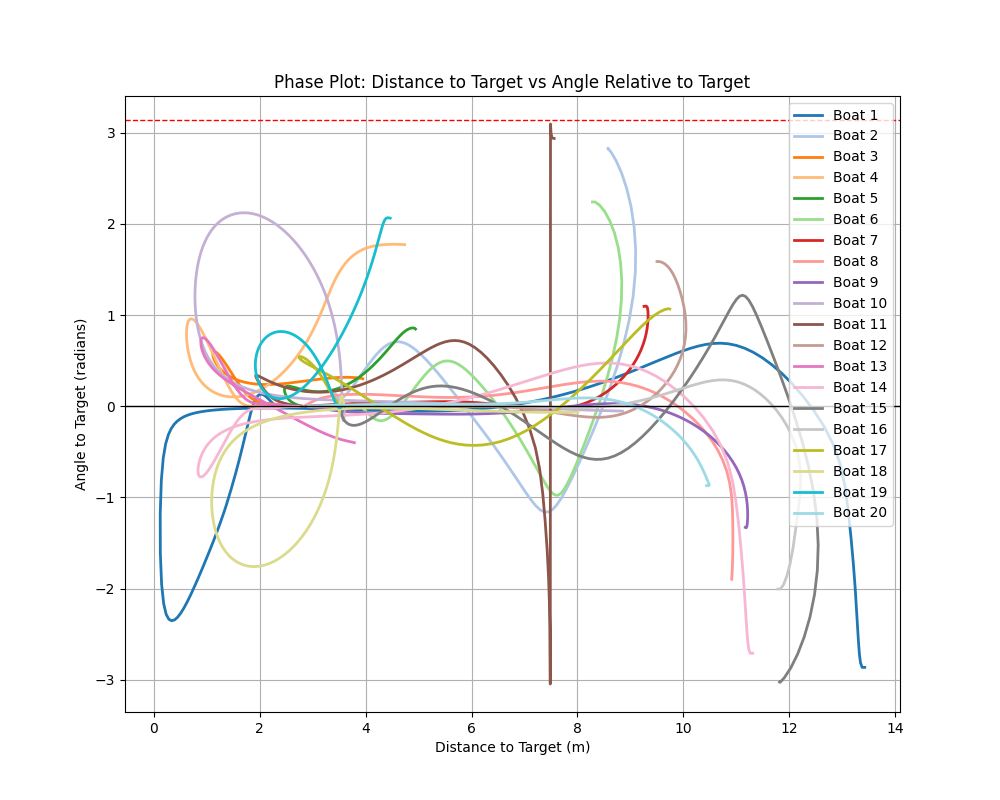 Phase Plot: Distance to Target vs Angle Relative to Target
Angle to Target (radians)
3
2
1
0
−1
−2
−3
0 2 4 6 8 10 12 14
Distance to Target (m)
Boat 1
Boat 2
Boat 3
Boat 4
Boat 5
Boat 6
Boat 7
Boat 8
Boat 9
Boat 10
Boat 11
Boat 12
Boat 13
Boat 14
Boat 15
Boat 16
Boat 17
Boat 18
Boat 19
Boat 20